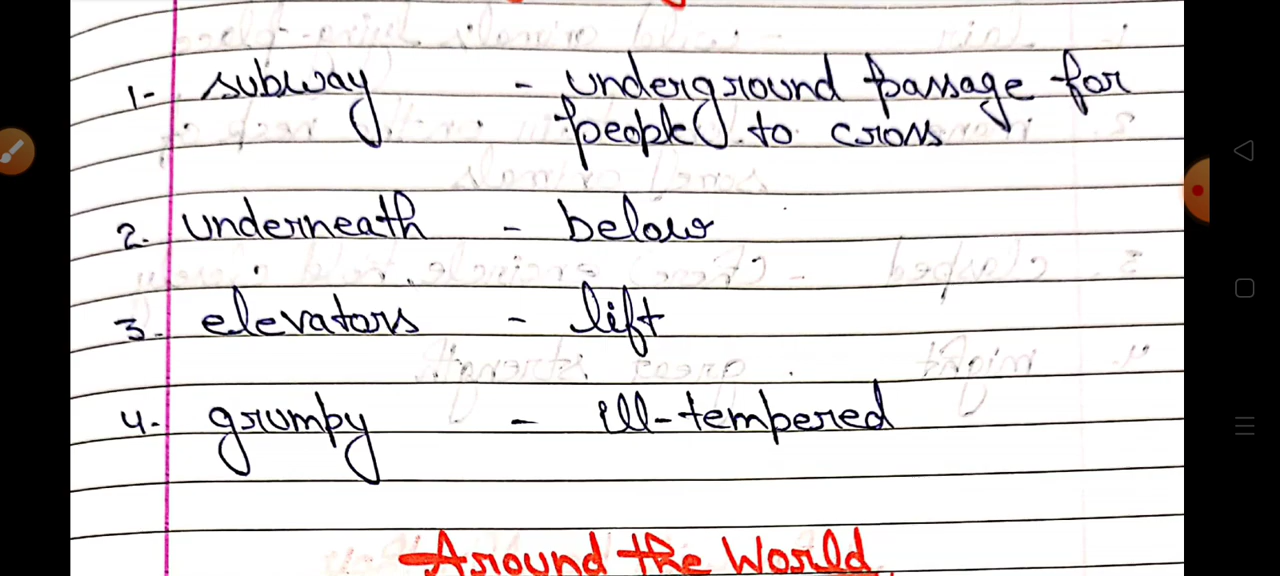 1- subway - underground passage for
people to cross
2. underneath - below
3. elevators - lift
4. grumpy - ill-tempered
Around the World